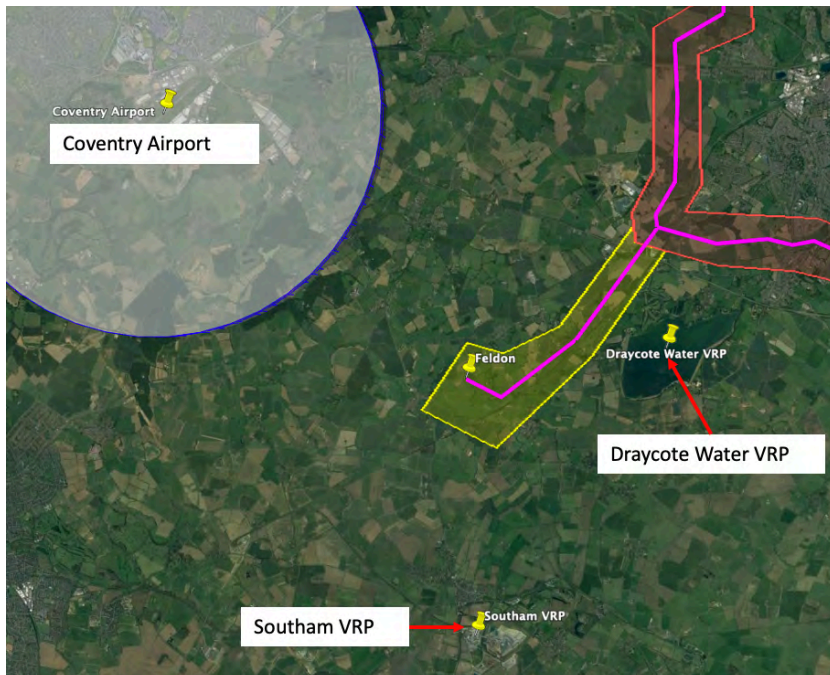 Coventry Airport
Coventry Airport
Feldon
Draycote Water VRP
Draycote Water VRP
Southam VRP
Southam VRP